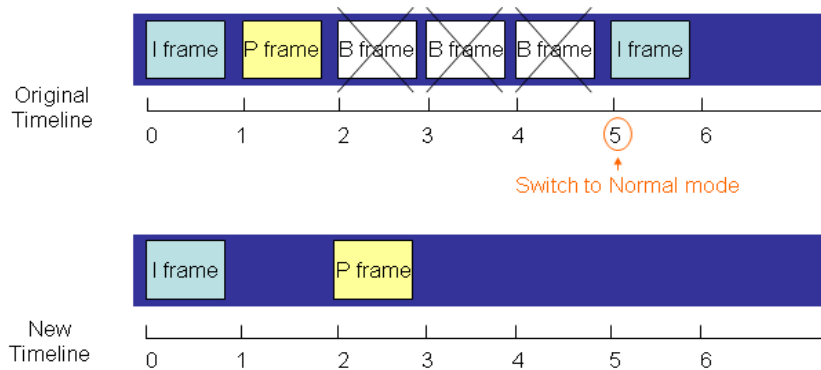 I frame P frame B frame B frame B frame I frame
Original
Timeline
0 1 2 3 4 5 6
Switch to Normal mode
I frame P frame
New
Timeline
0 1 2 3 4 5 6